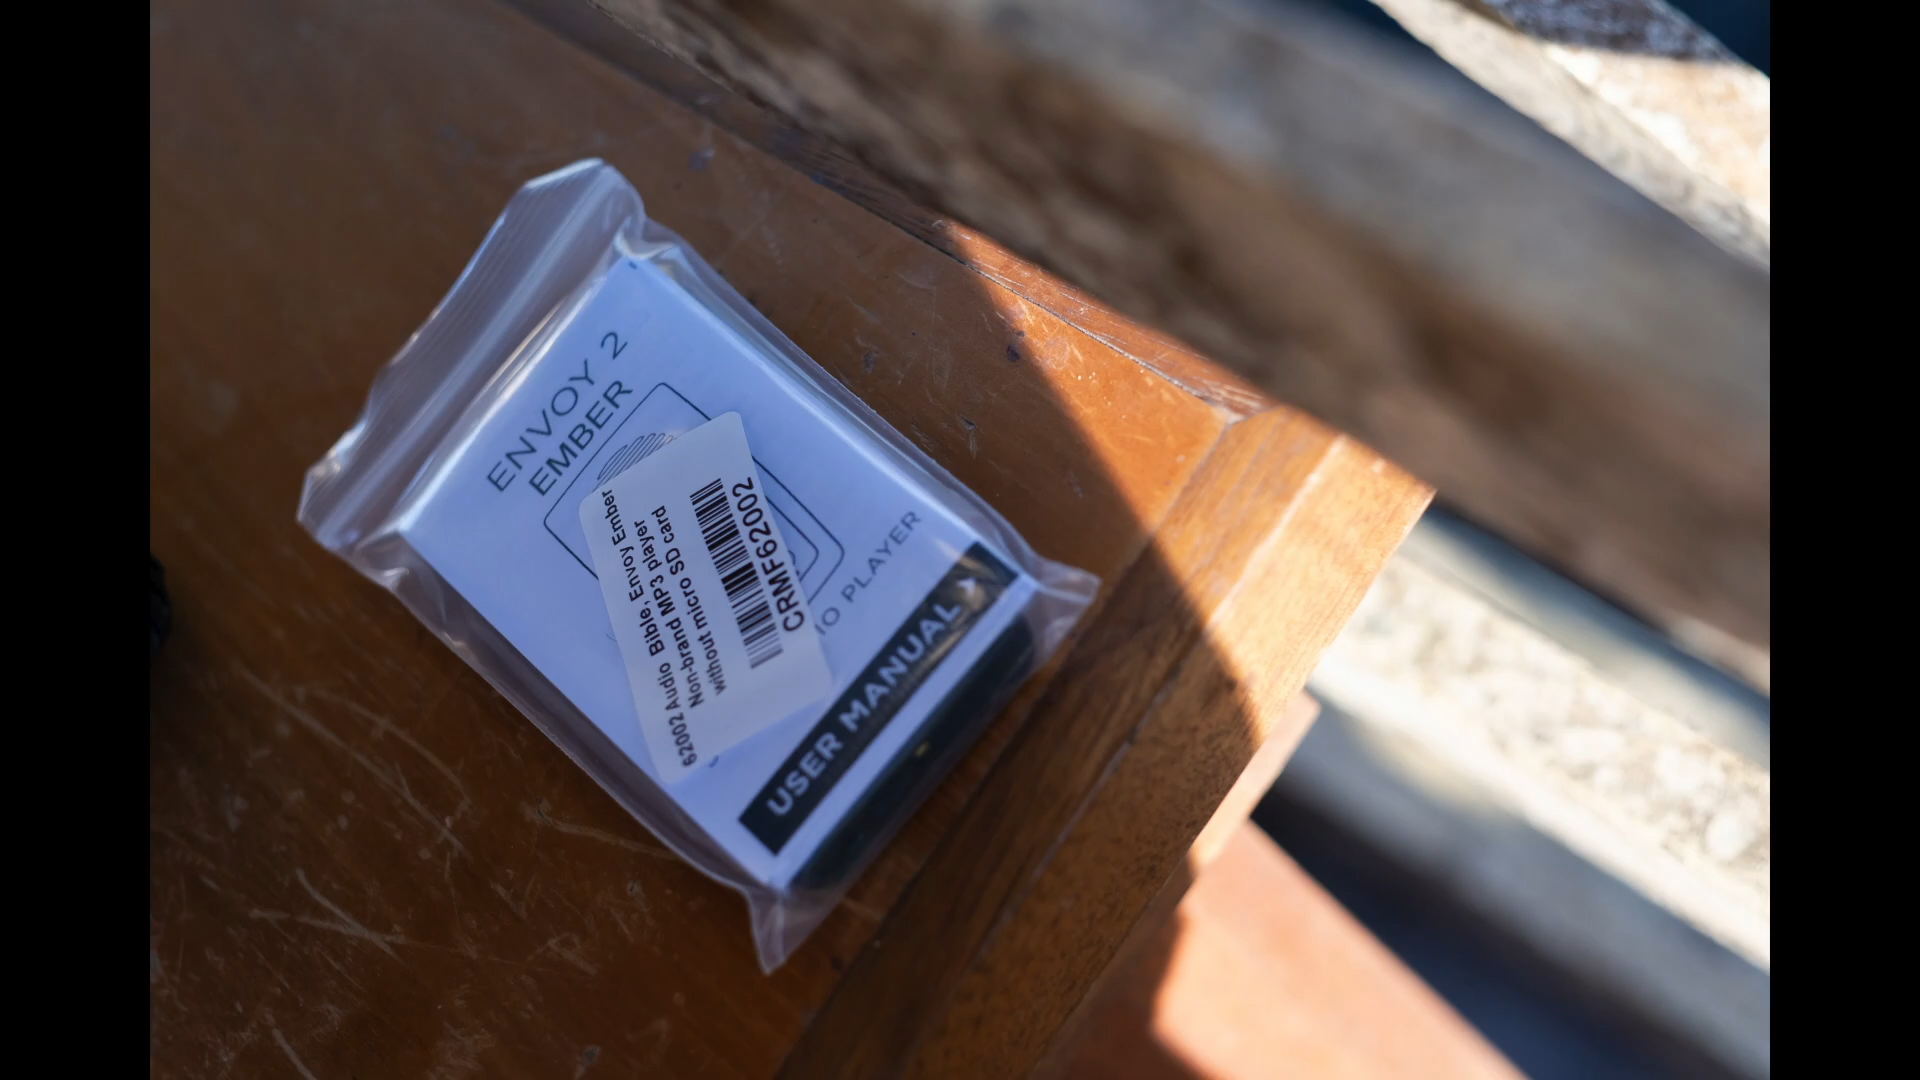 ENVOY 2
EMBER
62002 Audio Bible, Envoy Ember
Non-brand MP3 player
without micro SD card
CRMF62002
PLAYER
USER MANUAL